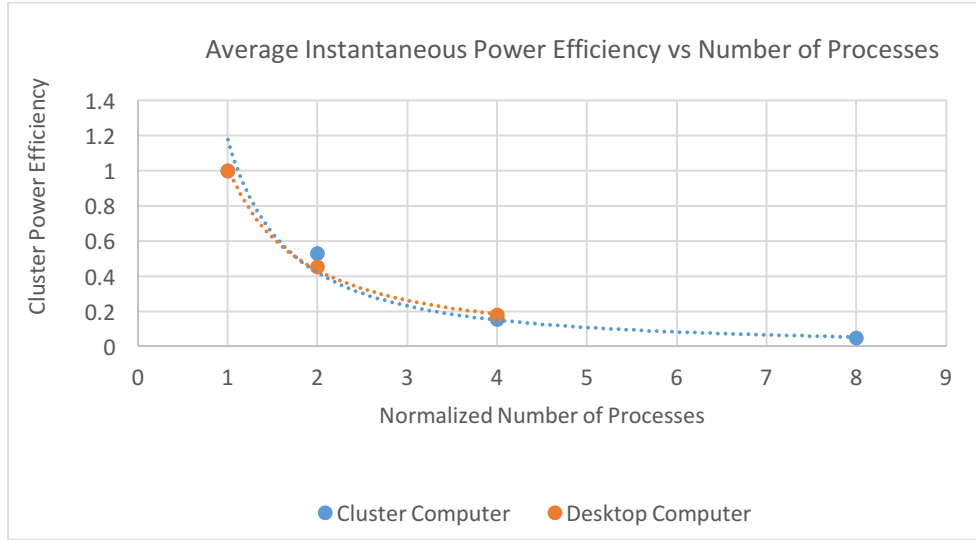 Average Instantaneous Power Efficiency vs Number of Processes
Cluster Power Efficiency
1.4
1.2
1
0.8
0.6
0.4
0.2
0
0 1 2 3 4 5 6 7 8 9
Normalized Number of Processes
Cluster Computer Desktop Computer